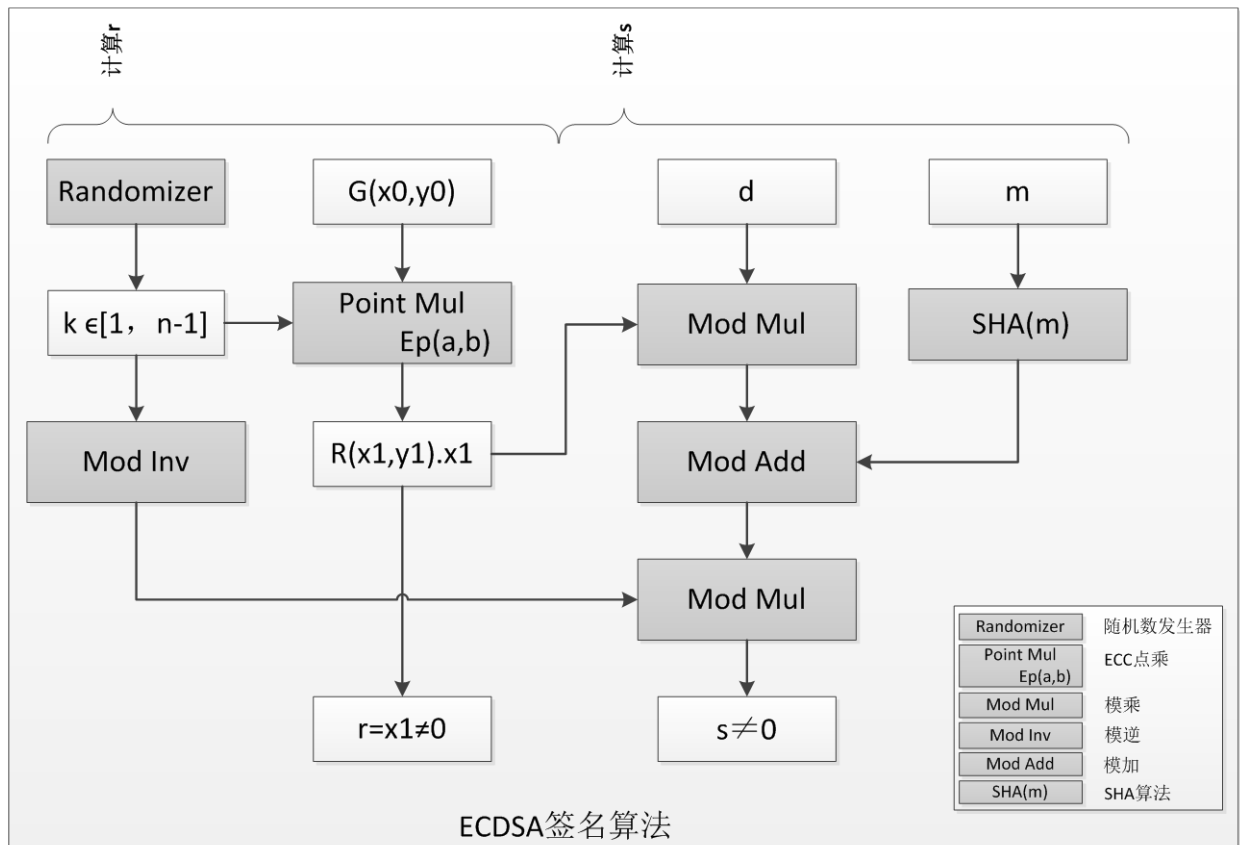 计算r
计算s
Randomizer
G(x0,y0)
d
m
k ϵ[1，n-1]
Point Mul
Ep(a,b)
Mod Mul
SHA(m)
Mod Inv
R(x1,y1).x1
Mod Add
Mod Mul
r=x1≠0
s≠0
Randomizer 随机数发生器
Point Mul
Ep(a,b) ECC点乘
Mod Mul 模乘
Mod Inv 模逆
Mod Add 模加
SHA(m) SHA算法
ECDSA签名算法